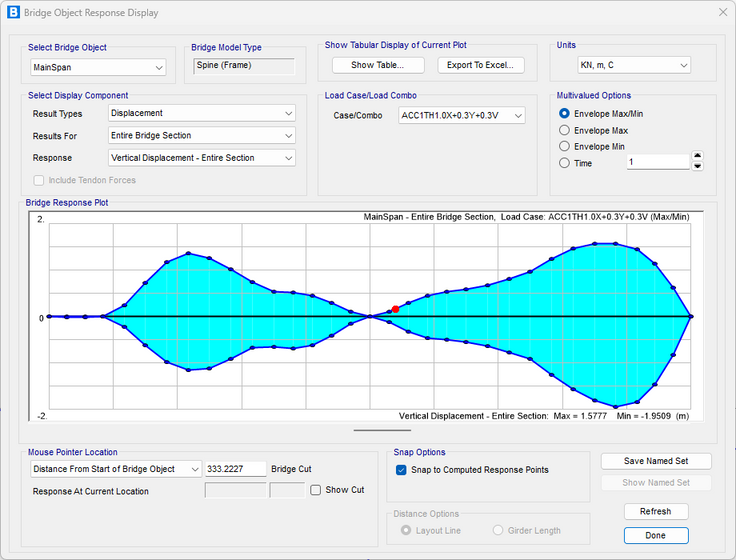 B Bridge Object Response Display
Select Bridge Object
MainSpan
Bridge Model Type
Spine (Frame)
Show Tabular Display of Current Plot
Show Table...
Export To Excel...
Units
KN, m, C
Select Display Component
Result Types
Displacement
Results For
Entire Bridge Section
Response
Vertical Displacement - Entire Section
Include Tendon Forces
Load Case/Load Combo
Case/Combo
ACC1TH1.0X+0.3Y+0.3V
Multivalued Options
Envelope Max/Min
Envelope Max
Envelope Min
Time
1
Bridge Response Plot
2.
MainSpan - Entire Bridge Section, Load Case: ACC1TH1.0X+0.3Y+0.3V (Max/Min)
0
-2.
Vertical Displacement - Entire Section: Max = 1.5777 Min = -1.9509 (m)
Mouse Pointer Location
Distance From Start of Bridge Object
333.2227
Bridge Cut
Response At Current Location
Show Cut
Snap Options
Snap to Computed Response Points
Distance Options
Layout Line
Girder Length
Save Named Set
Show Named Set
Refresh
Done